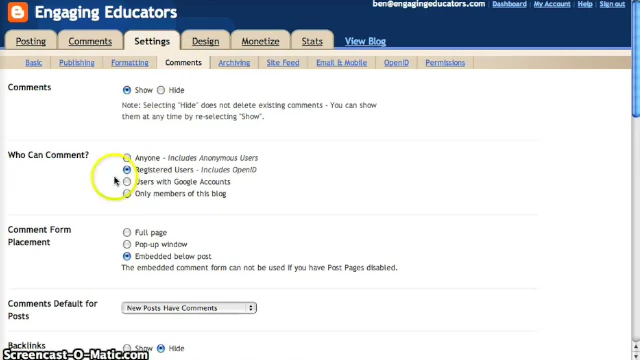 Engaging Educators
ben@engagingeducators.com Dashboard | My Account | Help | Sign out
Posting Comments Settings Design Monetize Stats View Blog
Basic Publishing Formatting Comments Archiving Site Feed Email & Mobile OpenID Permissions
Comments Show Hide
Note: Selecting "Hide" does not delete existing comments - You can
show them at any time by re-selecting "Show".
Who Can Comment? Anyone - Includes Anonymous Users
Registered Users - Includes OpenID
Users with Google Accounts
Only members of this blog
Comment Form Placement
Full page
Pop-up window
Embedded below post
The embedded comment form can not be used if you have Post Pages disabled.
Comments Default for Posts
New Posts Have Comments
Backlinks Show Hide
Screencast-O-Matic.com